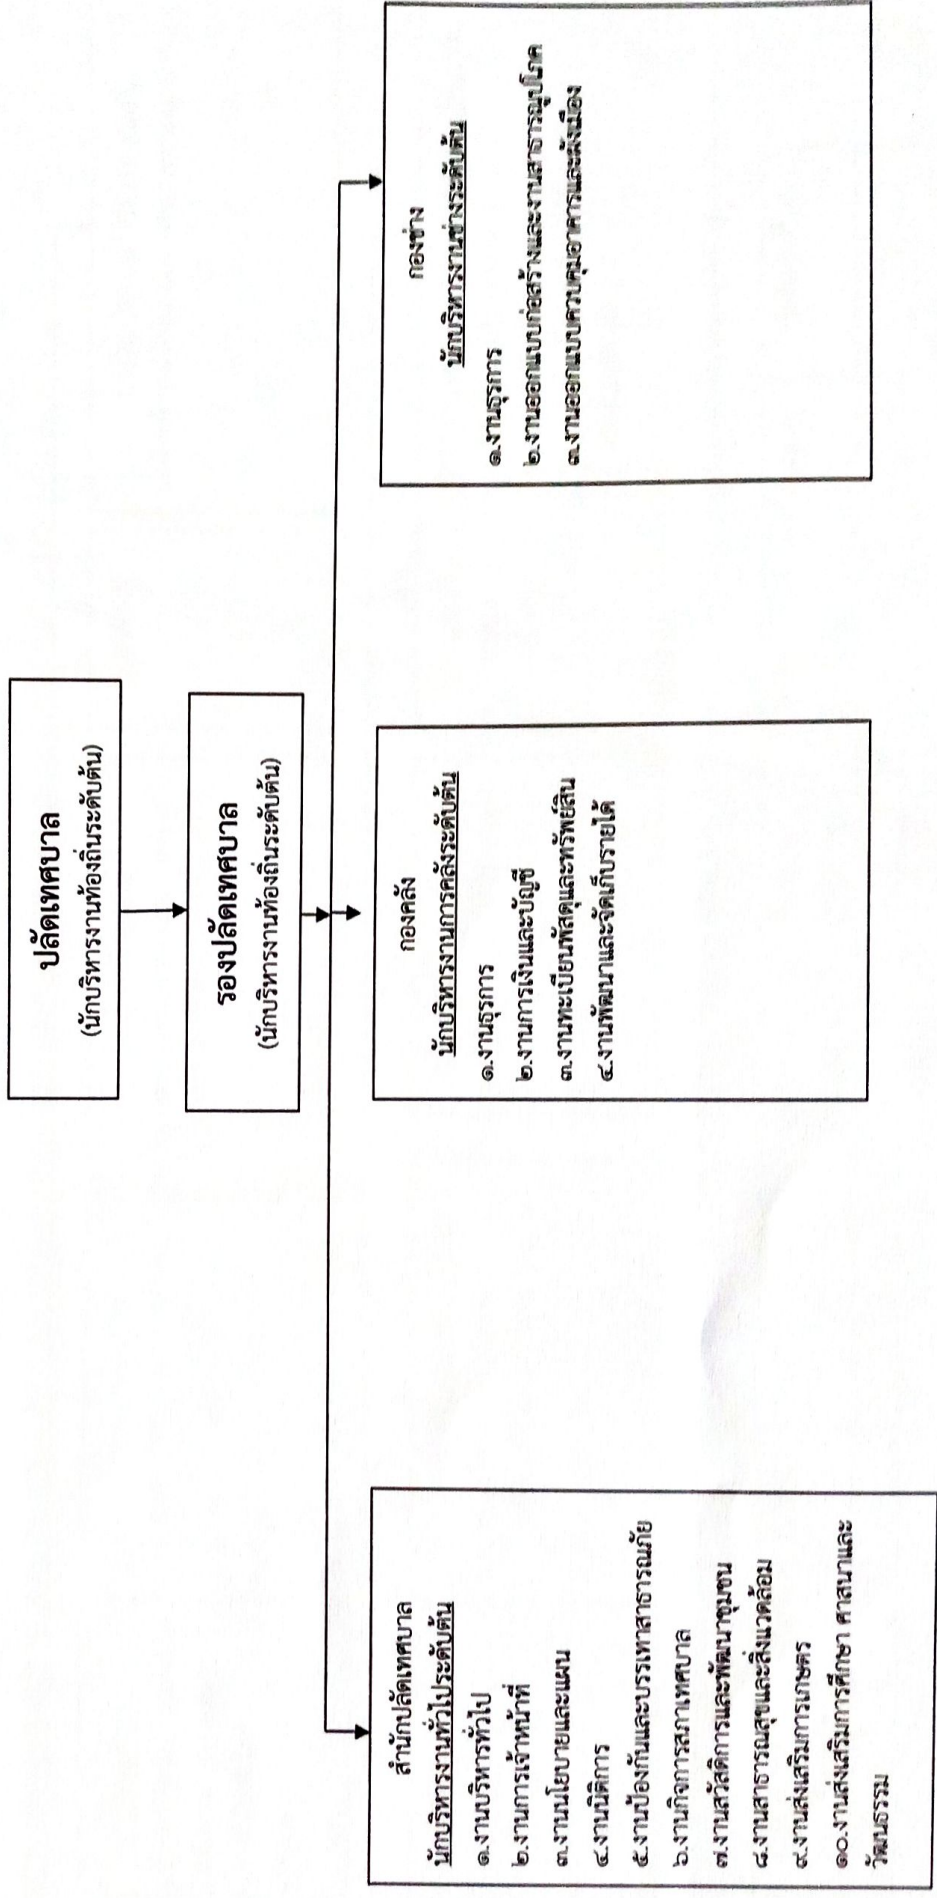 ปลัดเทศบาล
(นักบริหารงานท้องถิ่นระดับต้น)
รองปลัดเทศบาล
(นักบริหารงานท้องถิ่นระดับต้น)
สำนักปลัดเทศบาล
นักบริหารงานทั่วไประดับต้น
๑.งานบริหารทั่วไป
๒.งานการเจ้าหน้าที่
๓.งานนโยบายและแผน
๔.งานนิติการ
๕.งานป้องกันและบรรเทาสาธารณภัย
๖.งานกิจการสภาเทศบาล
๗.งานสวัสดิการและพัฒนาชุมชน
๘.งานสาธารณสุขและสิ่งแวดล้อม
๙.งานส่งเสริมการเกษตร
๑๐.งานส่งเสริมการศึกษา ศาสนาและ
วัฒนธรรม
กองคลัง
นักบริหารงานการคลังระดับต้น
๑.งานธุรการ
๒.งานการเงินและบัญชี
๓.งานทะเบียนพัสดุและทรัพย์สิน
๔.งานพัฒนาและจัดเก็บรายได้
กองช่าง
นักบริหารงานช่างระดับต้น
๑.งานธุรการ
๒.งานออกแบบก่อสร้างและงานสาธารณูปโภค
๓.งานออกแบบควบคุมอาคารและผังเมือง